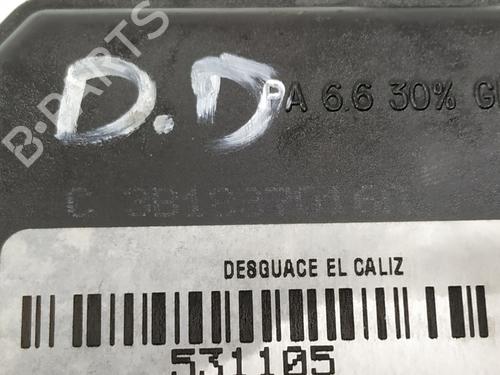 B-PARTS
D.D
PA 6.6 30% G
DESGUACE EL CALIZ
531105